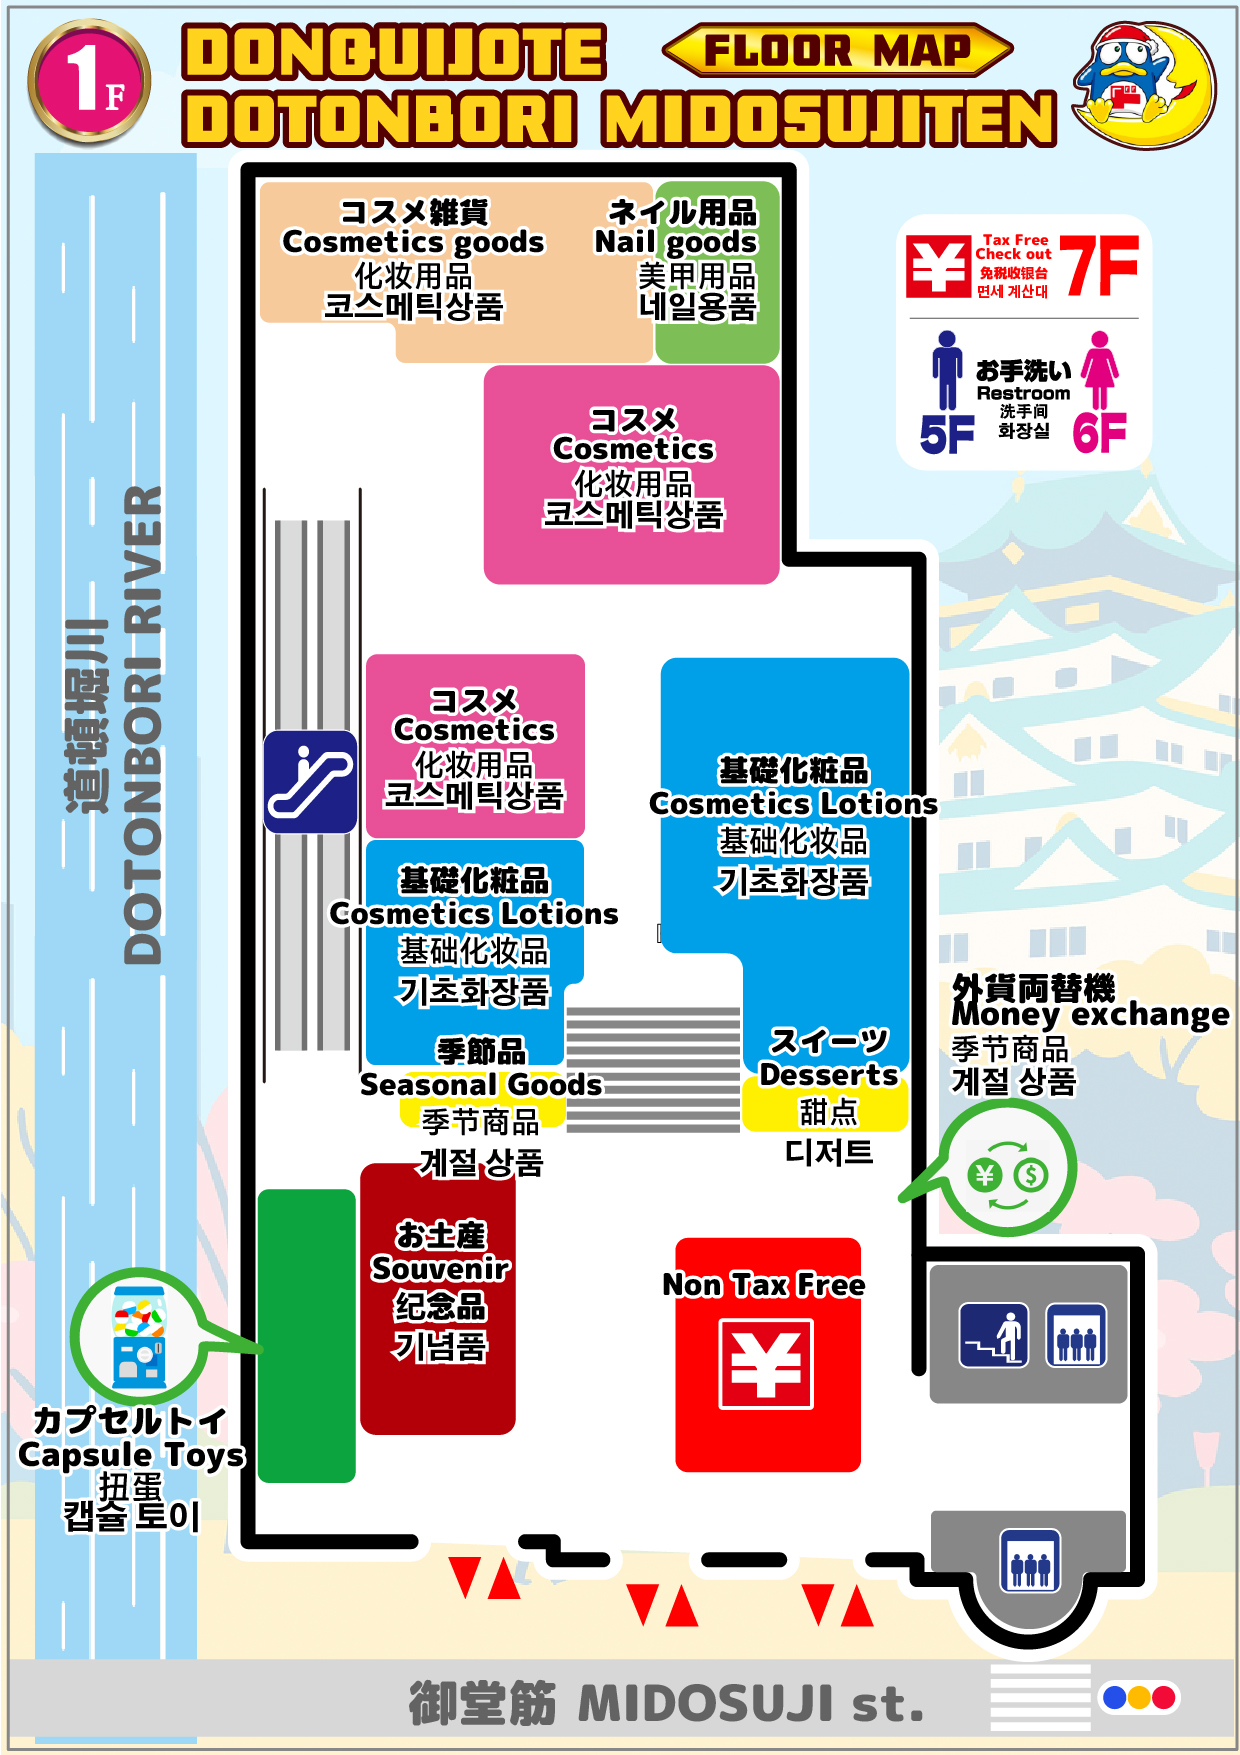 1F
DONQUIJOTE
FLOOR MAP
DOTONBORI MIDOSUJITEN
コスメ雑貨
Cosmetics goods
化妆用品
코스메틱상품
ネイル用品
Nail goods
美甲用品
네일용품
Tax Free
Check out
免税收银台
면세 계산대
7F
お手洗い
Restroom
洗手间
화장실
5F
6F
コスメ
Cosmetics
化妆用品
코스메틱상품
道頓堀川
DOTONBORI RIVER
コスメ
Cosmetics
化妆用品
코스메틱상품
基礎化粧品
Cosmetics Lotions
基础化妆品
기초화장품
基礎化粧品
Cosmetics Lotions
基础化妆品
기초화장품
季節品
Seasonal Goods
季节商品
계절 상품
スイーツ
Desserts
甜点
디저트
外貨両替機
Money exchange
季节商品
계절 상품
¥
$
お土産
Souvenir
纪念品
기념품
Non Tax Free
¥
カプセルトイ
Capsule Toys
扭蛋
캡슐 토이
御堂筋 MIDOSUJI st.